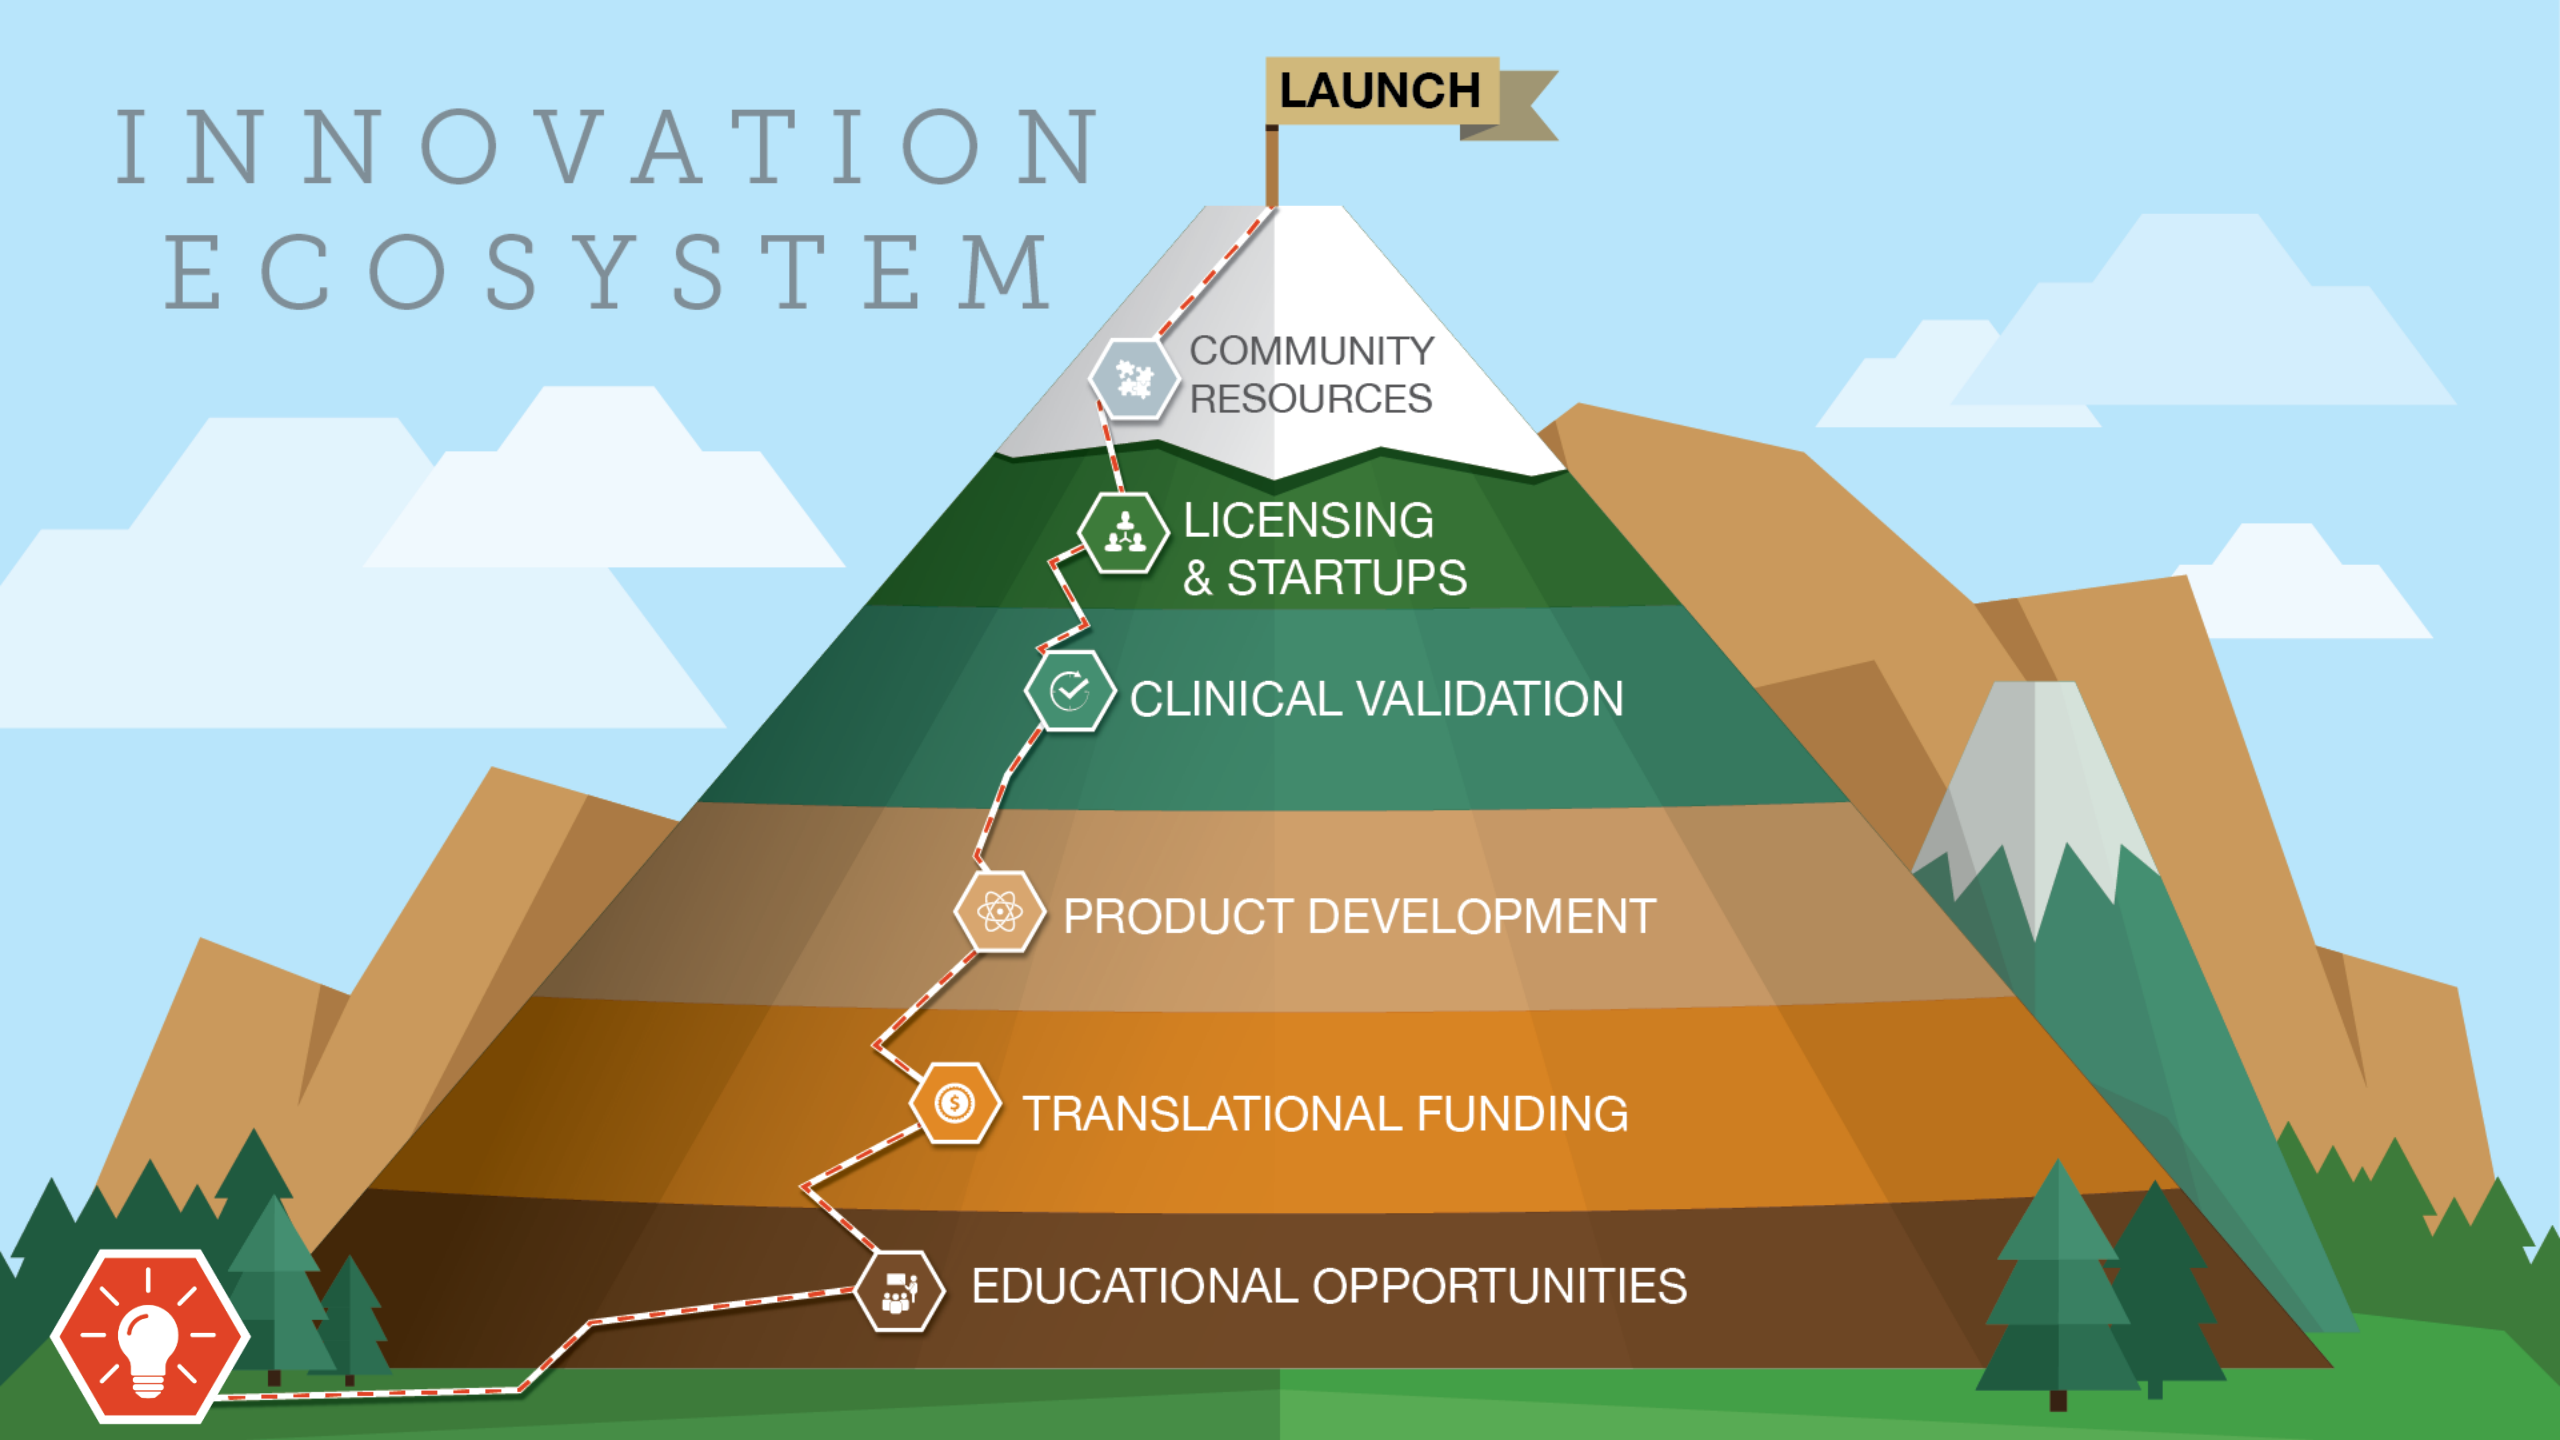 INNOVATION
ECOSYSTEM
LAUNCH
COMMUNITY
RESOURCES
LICENSING
& STARTUPS
CLINICAL VALIDATION
PRODUCT DEVELOPMENT
$
TRANSLATIONAL FUNDING
EDUCATIONAL OPPORTUNITIES